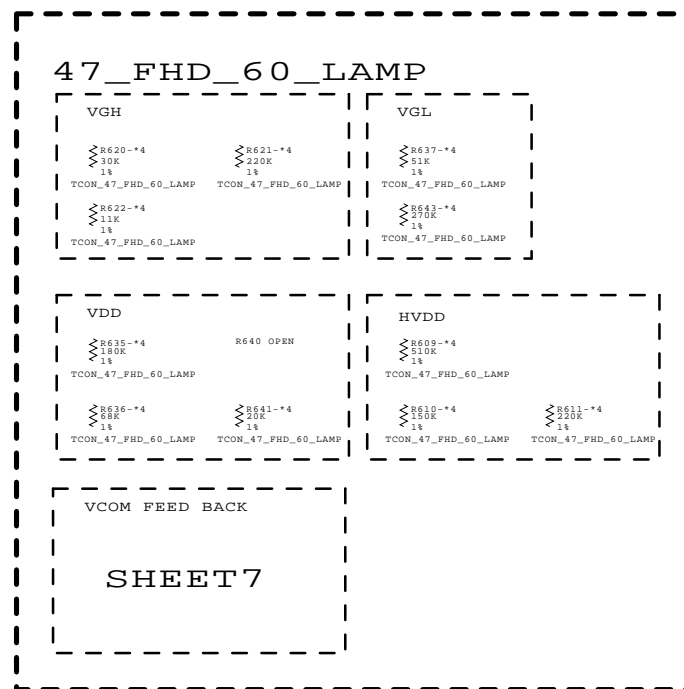 47_FHD_60_LAMP
VGH
R620-*4
30K
1%
TCON_47_FHD_60_LAMP
R621-*4
220K
1%
TCON_47_FHD_60_LAMP
R622-*4
11K
1%
TCON_47_FHD_60_LAMP
VGL
R637-*4
51K
1%
TCON_47_FHD_60_LAMP
R643-*4
270K
1%
TCON_47_FHD_60_LAMP
VDD
R635-*4
180K
1%
TCON_47_FHD_60_LAMP
R640 OPEN
R636-*4
68K
1%
TCON_47_FHD_60_LAMP
R641-*4
20K
1%
TCON_47_FHD_60_LAMP
HVDD
R609-*4
510K
1%
TCON_47_FHD_60_LAMP
R610-*4
150K
1%
TCON_47_FHD_60_LAMP
R611-*4
220K
1%
TCON_47_FHD_60_LAMP
VCOM FEED BACK
SHEET7